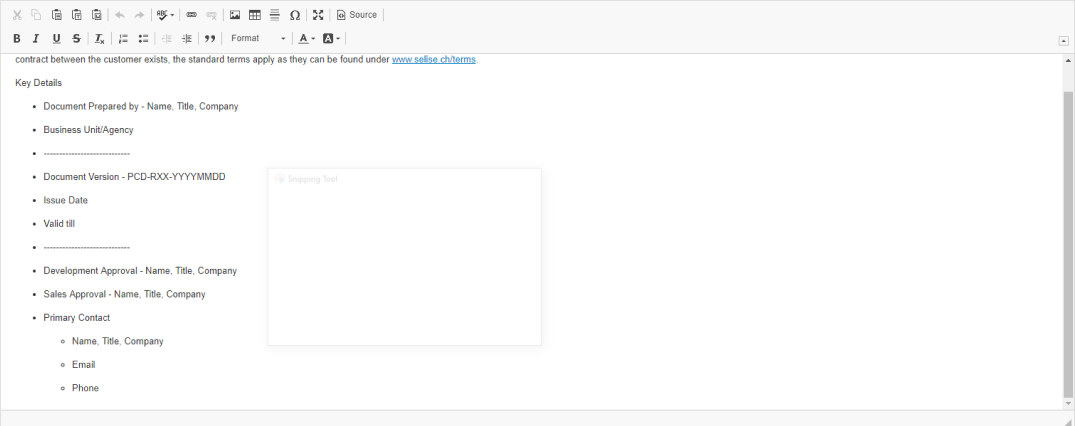 Source
B I U S Ix Format A A
contract between the customer exists, the standard terms apply as they can be found under www.selise.ch/terms.
Key Details
Document Prepared by - Name, Title, Company
Business Unit/Agency
----------------------------
Document Version - PCD-RXX-YYYYMMDD
Snipping Tool
Issue Date
Valid till
----------------------------
Development Approval - Name, Title, Company
Sales Approval - Name, Title, Company
Primary Contact
Name, Title, Company
Email
Phone